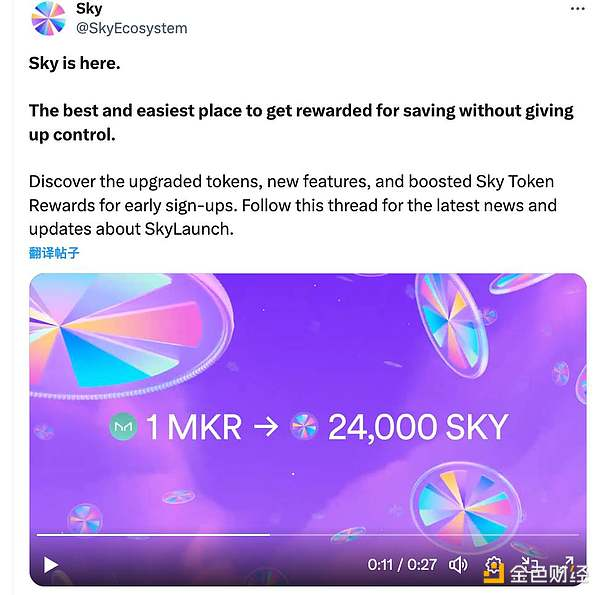 Sky
@SkyEcosystem
Sky is here.
The best and easiest place to get rewarded for saving without giving
up control.
Discover the upgraded tokens, new features, and boosted Sky Token
Rewards for early sign-ups. Follow this thread for the latest news and
updates about SkyLaunch.
翻译帖子
1 MKR → 24,000 SKY
0:11 / 0:27
金色财经